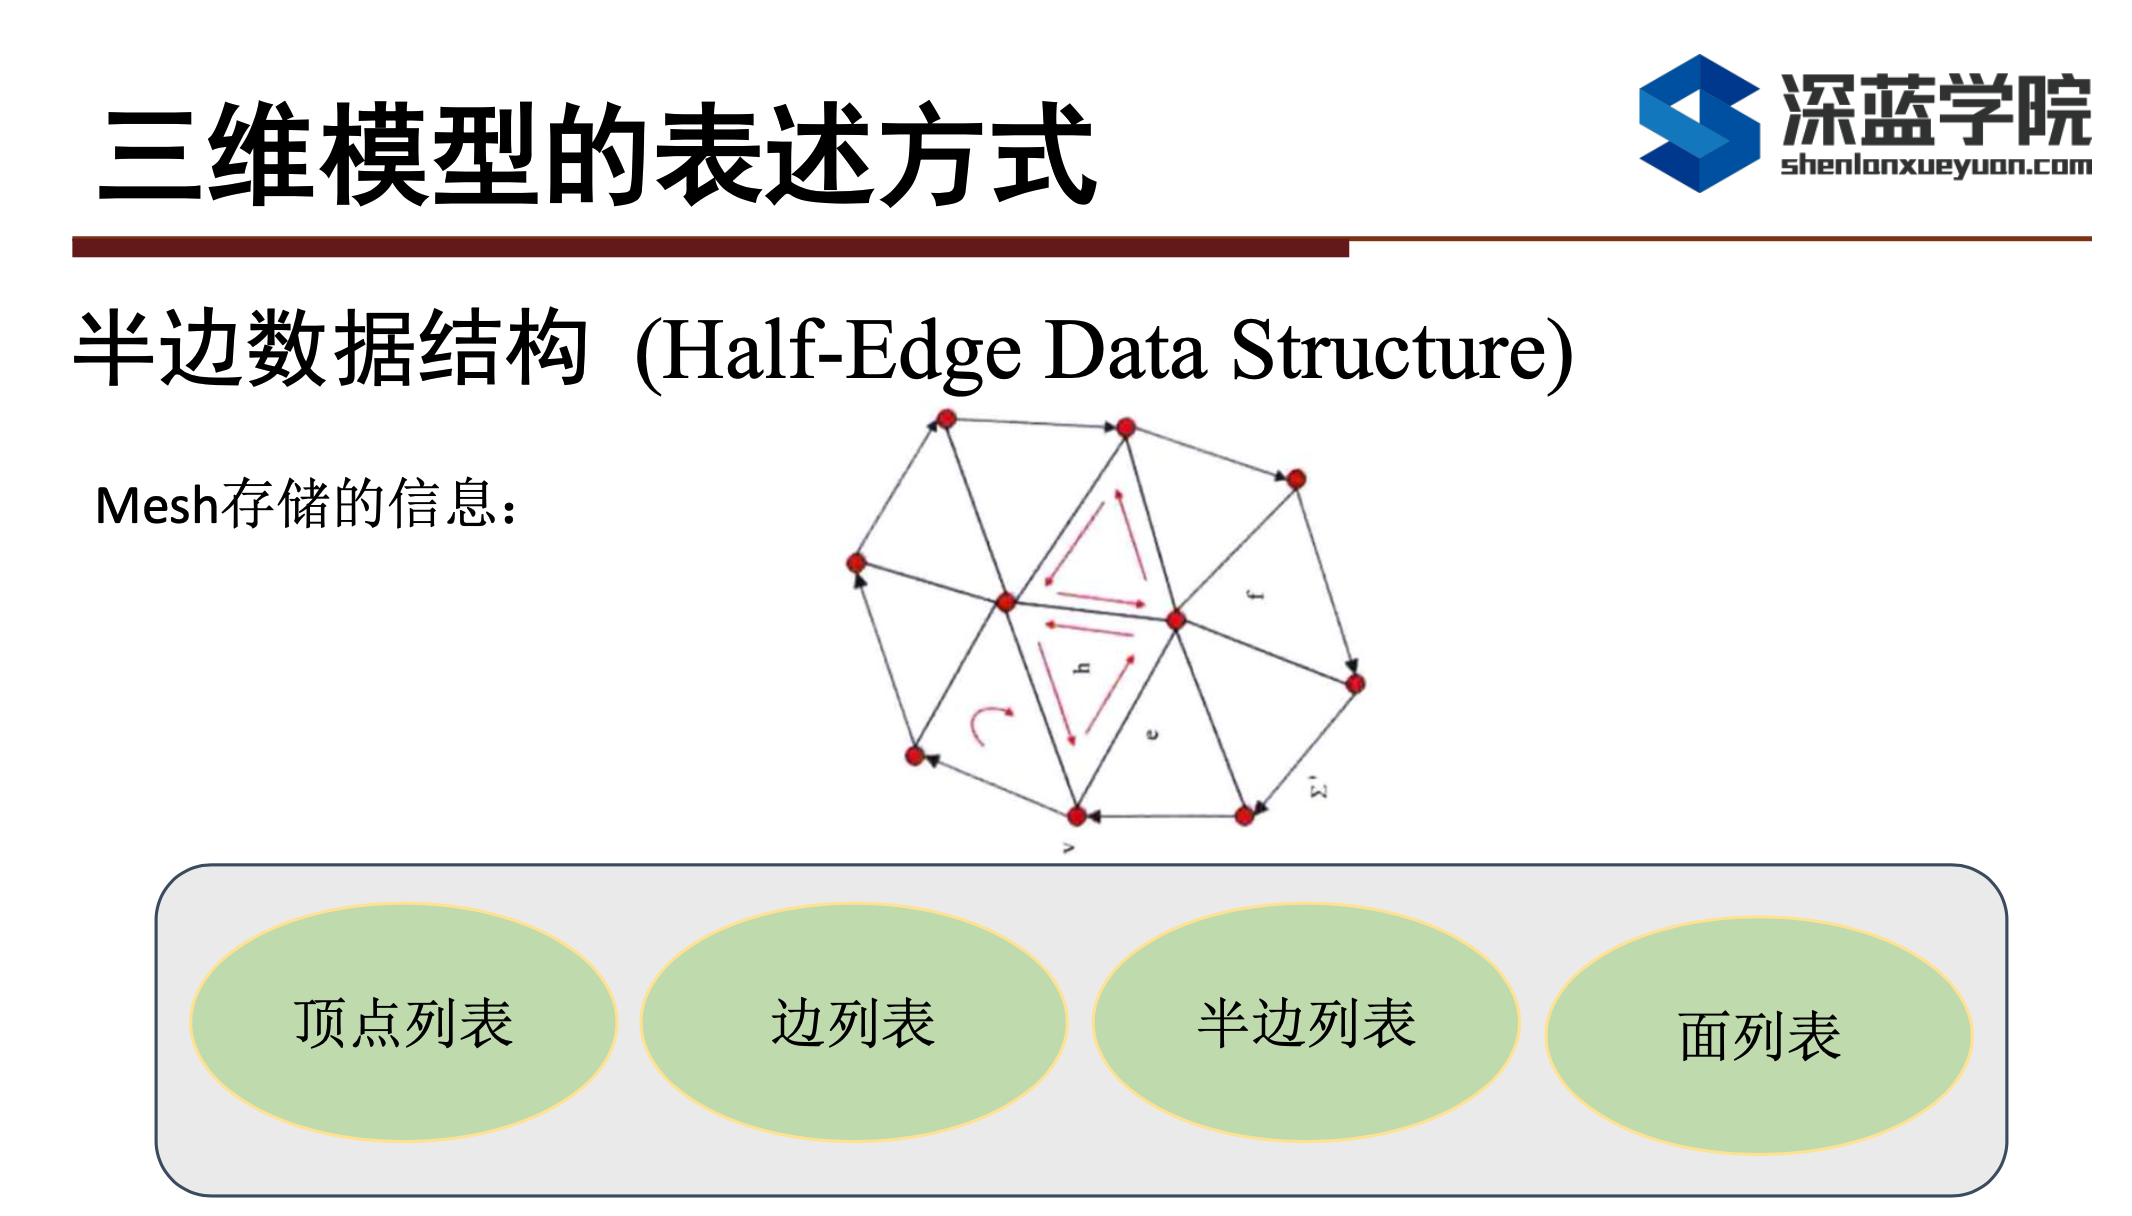 三维模型的表述方式
深蓝学院
shenlanxueyuan.com
半边数据结构 (Half-Edge Data Structure)
Mesh存储的信息：
f
h
e
Σ'
v
顶点列表
边列表
半边列表
面列表